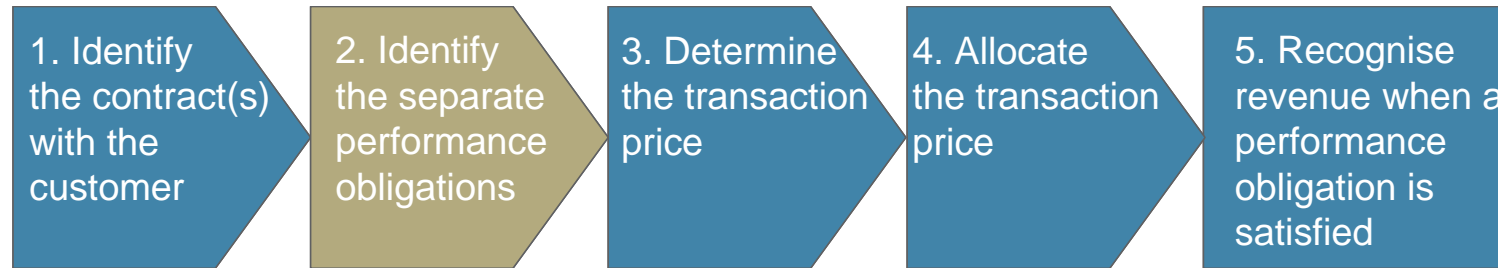 1. Identify
the contract(s)
with the
customer
2. Identify
the separate
performance
obligations
3. Determine
the transaction
price
4. Allocate
the transaction
price
5. Recognise
revenue when a
performance
obligation is
satisfied